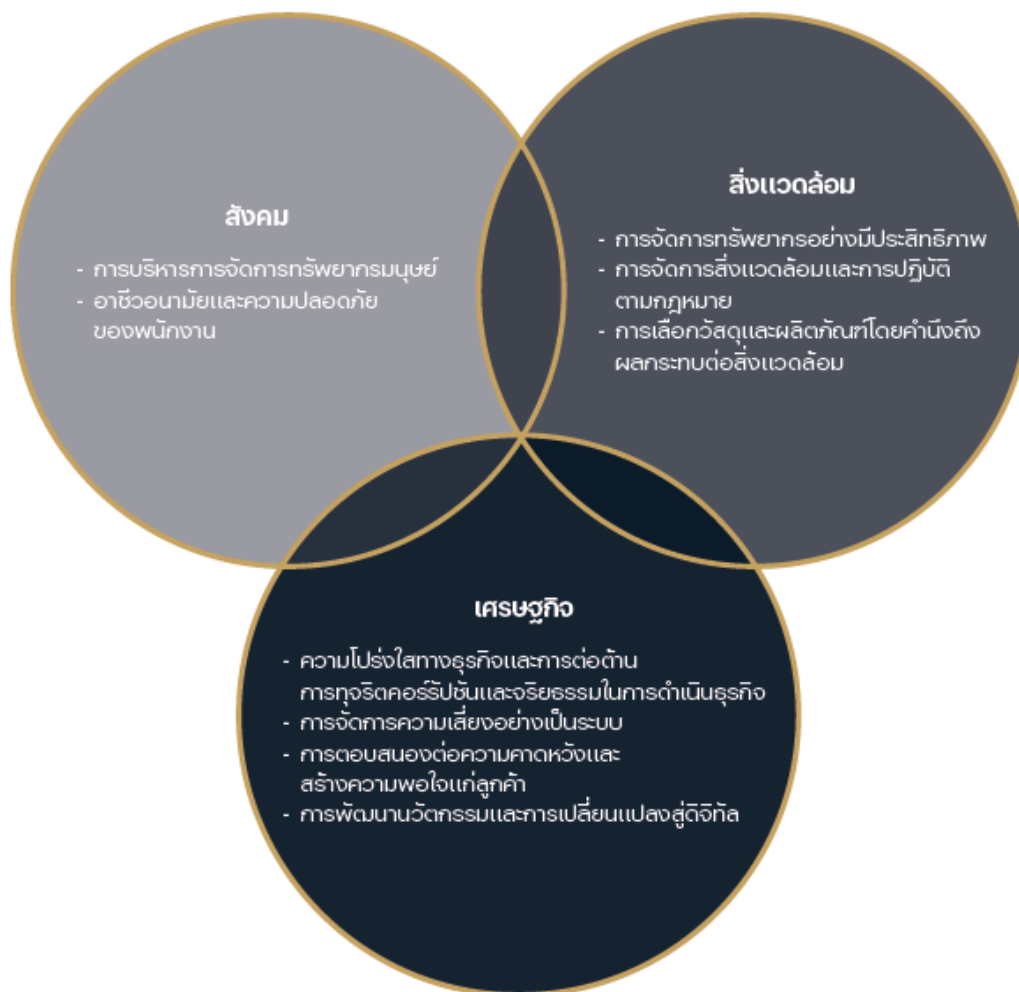 สังคม
- การบริหารการจัดการทรัพยากรมนุษย์
- อาชีวอนามัยและความปลอดภัย
ของพนักงาน
สิ่งแวดล้อม
- การจัดการทรัพยากรอย่างมีประสิทธิภาพ
- การจัดการสิ่งแวดล้อมและการปฏิบัติ
ตามกฎหมาย
- การเลือกวัสดุและผลิตภัณฑ์โดยคำนึงถึง
ผลกระทบต่อสิ่งแวดล้อม
เศรษฐกิจ
- ความโปร่งใสทางธุรกิจและการต่อต้าน
การทุจริตคอร์รัปชันและจริยธรรมในการดำเนินธุรกิจ
- การจัดการความเสี่ยงอย่างเป็นระบบ
- การตอบสนองต่อความคาดหวังและ
สร้างความพอใจแก่ลูกค้า
- การพัฒนานวัตกรรมและการเปลี่ยนแปลงสู่ดิจิทัล